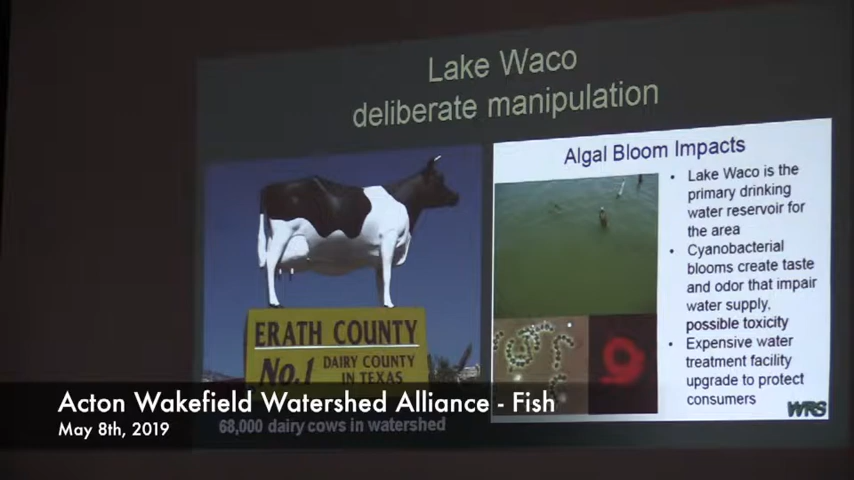 Lake Waco
deliberate manipulation
ERATH COUNTY
No.1 DAIRY COUNTY
IN TEXAS
68,000 dairy cows in watershed
Algal Bloom Impacts
• Lake Waco is the
primary drinking
water reservoir for
the area
• Cyanobacterial
blooms create taste
and odor that impair
water supply,
possible toxicity
• Expensive water
treatment facility
upgrade to protect
consumers
WRS
Acton Wakefield Watershed Alliance - Fish
May 8th, 2019